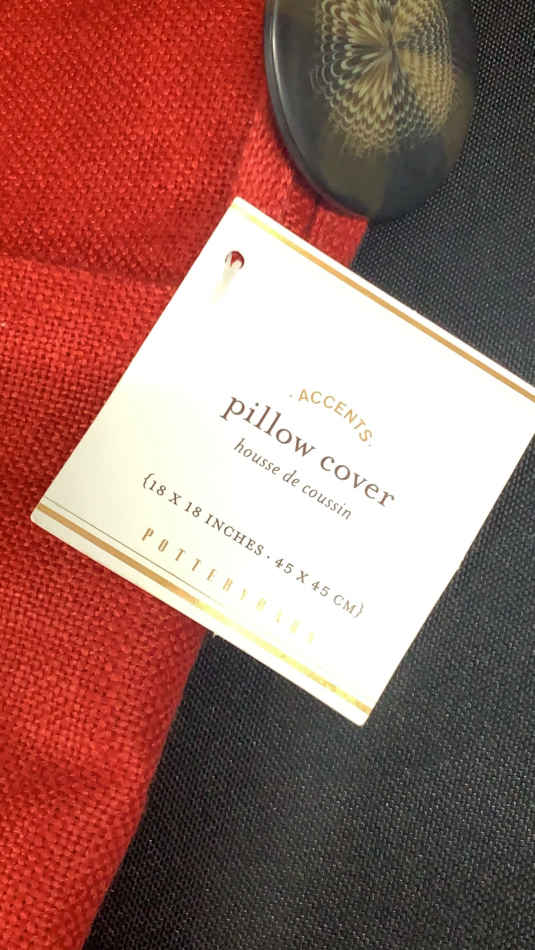 · ACCENTS ·
pillow cover
housse de coussin
{18 X 18 INCHES · 45 X 45 CM}
POTTERY BARN